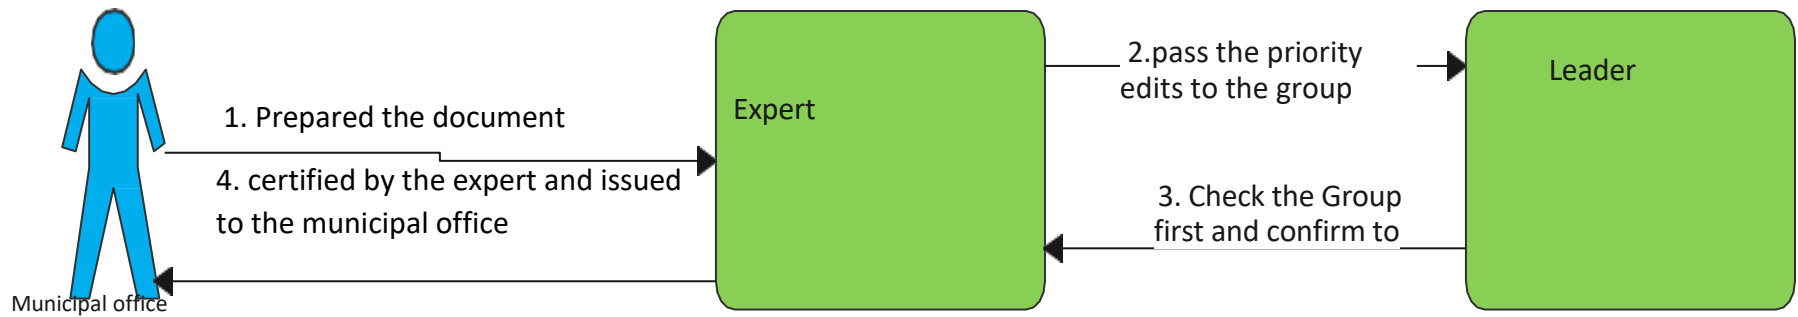 1. Prepared the document
4. certified by the expert and issued
to the municipal office
Municipal office
Expert
2.pass the priority
edits to the group
3. Check the Group
first and confirm to
Leader